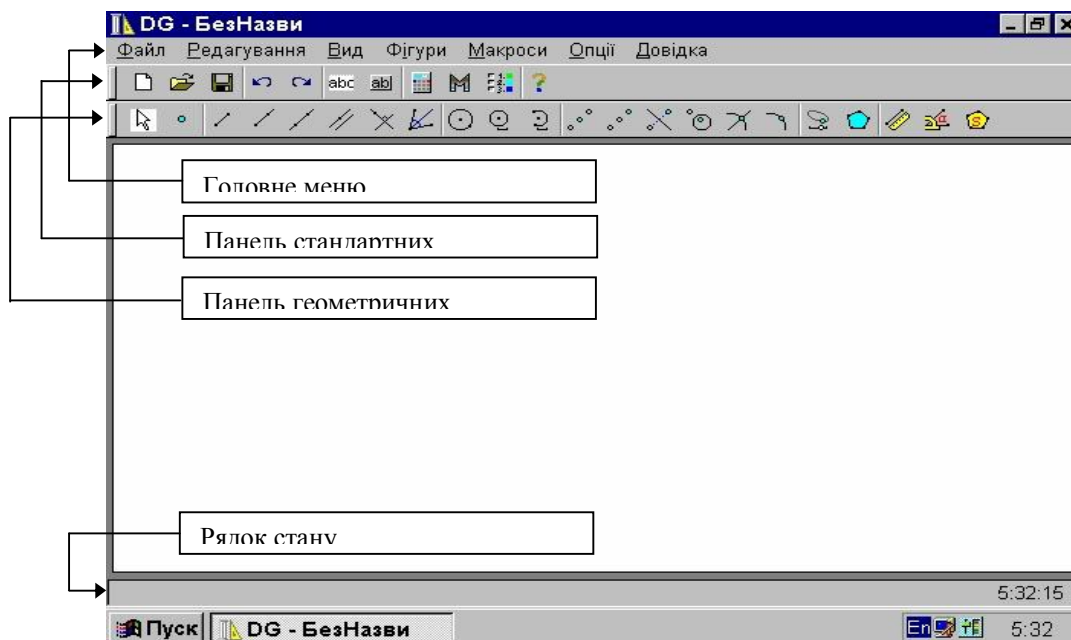 DG - БезНазви
Файл Редагування Вид Фігури Макроси Опції Довідка
abc ab
Головне меню
Панель стандартних
Панель геометричних
Рядок стану
5:32:15
Пуск DG - БезНазви En 5:32